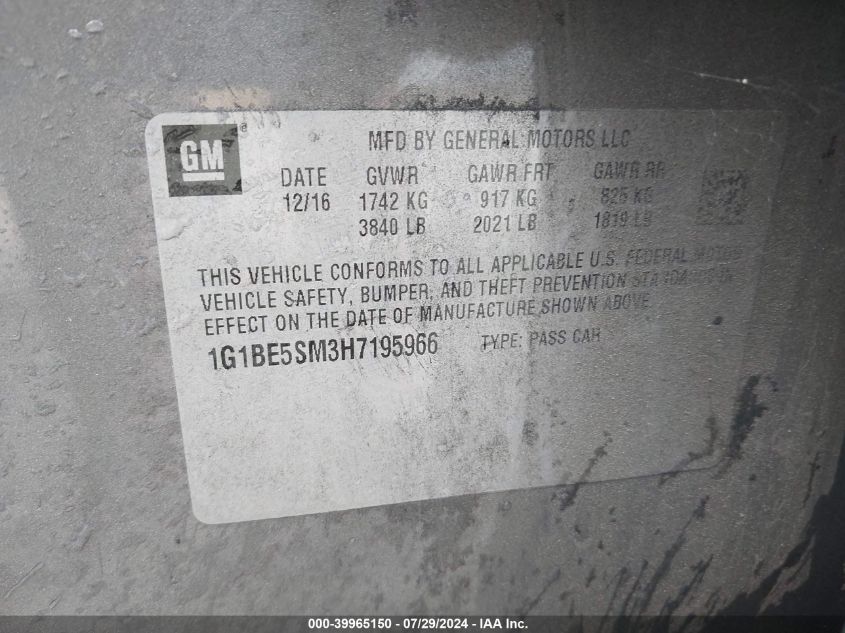 GM®
MFD BY GENERAL MOTORS LLC
DATE GVWR GAWR FRT GAWR RR
12/16 1742 KG 917 KG 825 KG
3840 LB 2021 LB 1819 LB
THIS VEHICLE CONFORMS TO ALL APPLICABLE U.S. FEDERAL MOTOR
VEHICLE SAFETY, BUMPER, AND THEFT PREVENTION STANDARDS IN
EFFECT ON THE DATE OF MANUFACTURE SHOWN ABOVE.
1G1BE5SM3H7195966 TYPE: PASS CAR
000-39965150 - 07/29/2024 - IAA Inc.